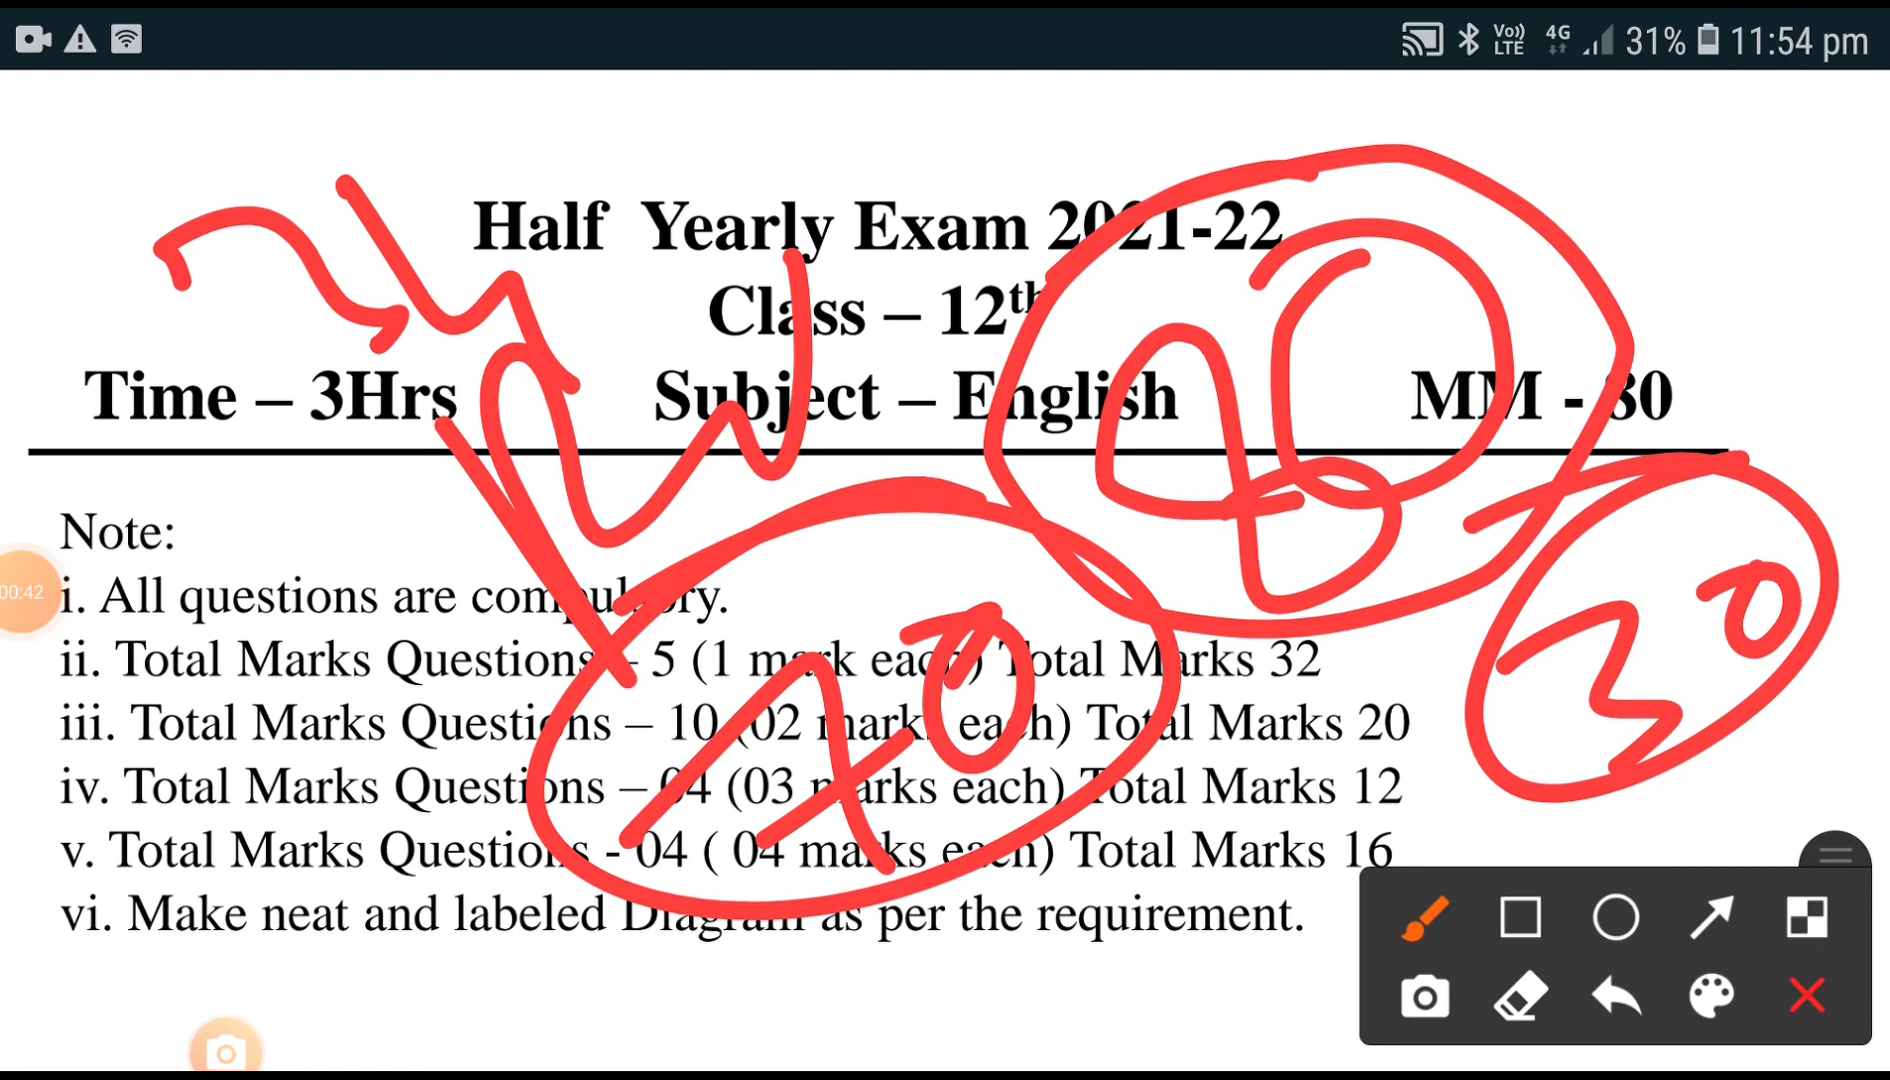 Vo)) LTE 4G 31% 11:54 pm
Half Yearly Exam 2021-22
Class – 12th
Time – 3Hrs Subject – English MM - 80
Note:
00:42
i. All questions are compulsory.
ii. Total Marks Questions – 5 (1 mark each) Total Marks 32
iii. Total Marks Questions – 10 (02 marks each) Total Marks 20
iv. Total Marks Questions – 04 (03 marks each) Total Marks 12
v. Total Marks Questions - 04 ( 04 marks each) Total Marks 16
vi. Make neat and labeled Diagram as per the requirement.
80
30